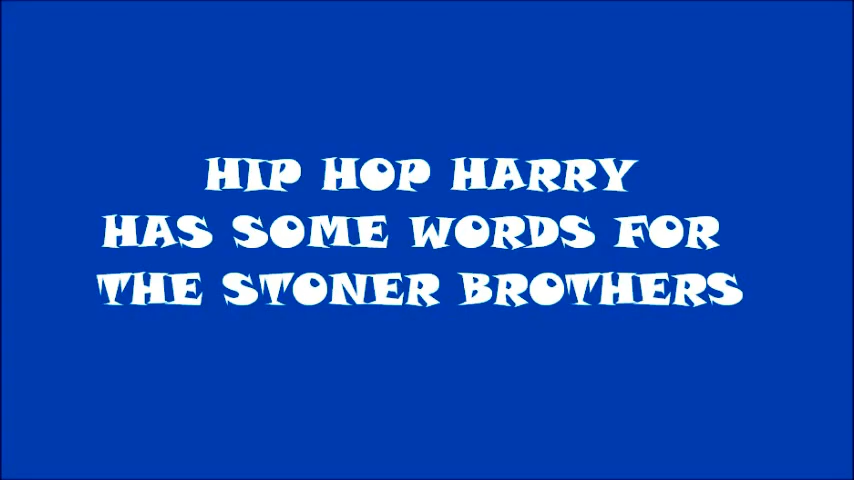 HIP HOP HARRY
HAS SOME WORDS FOR
THE STONER BROTHERS